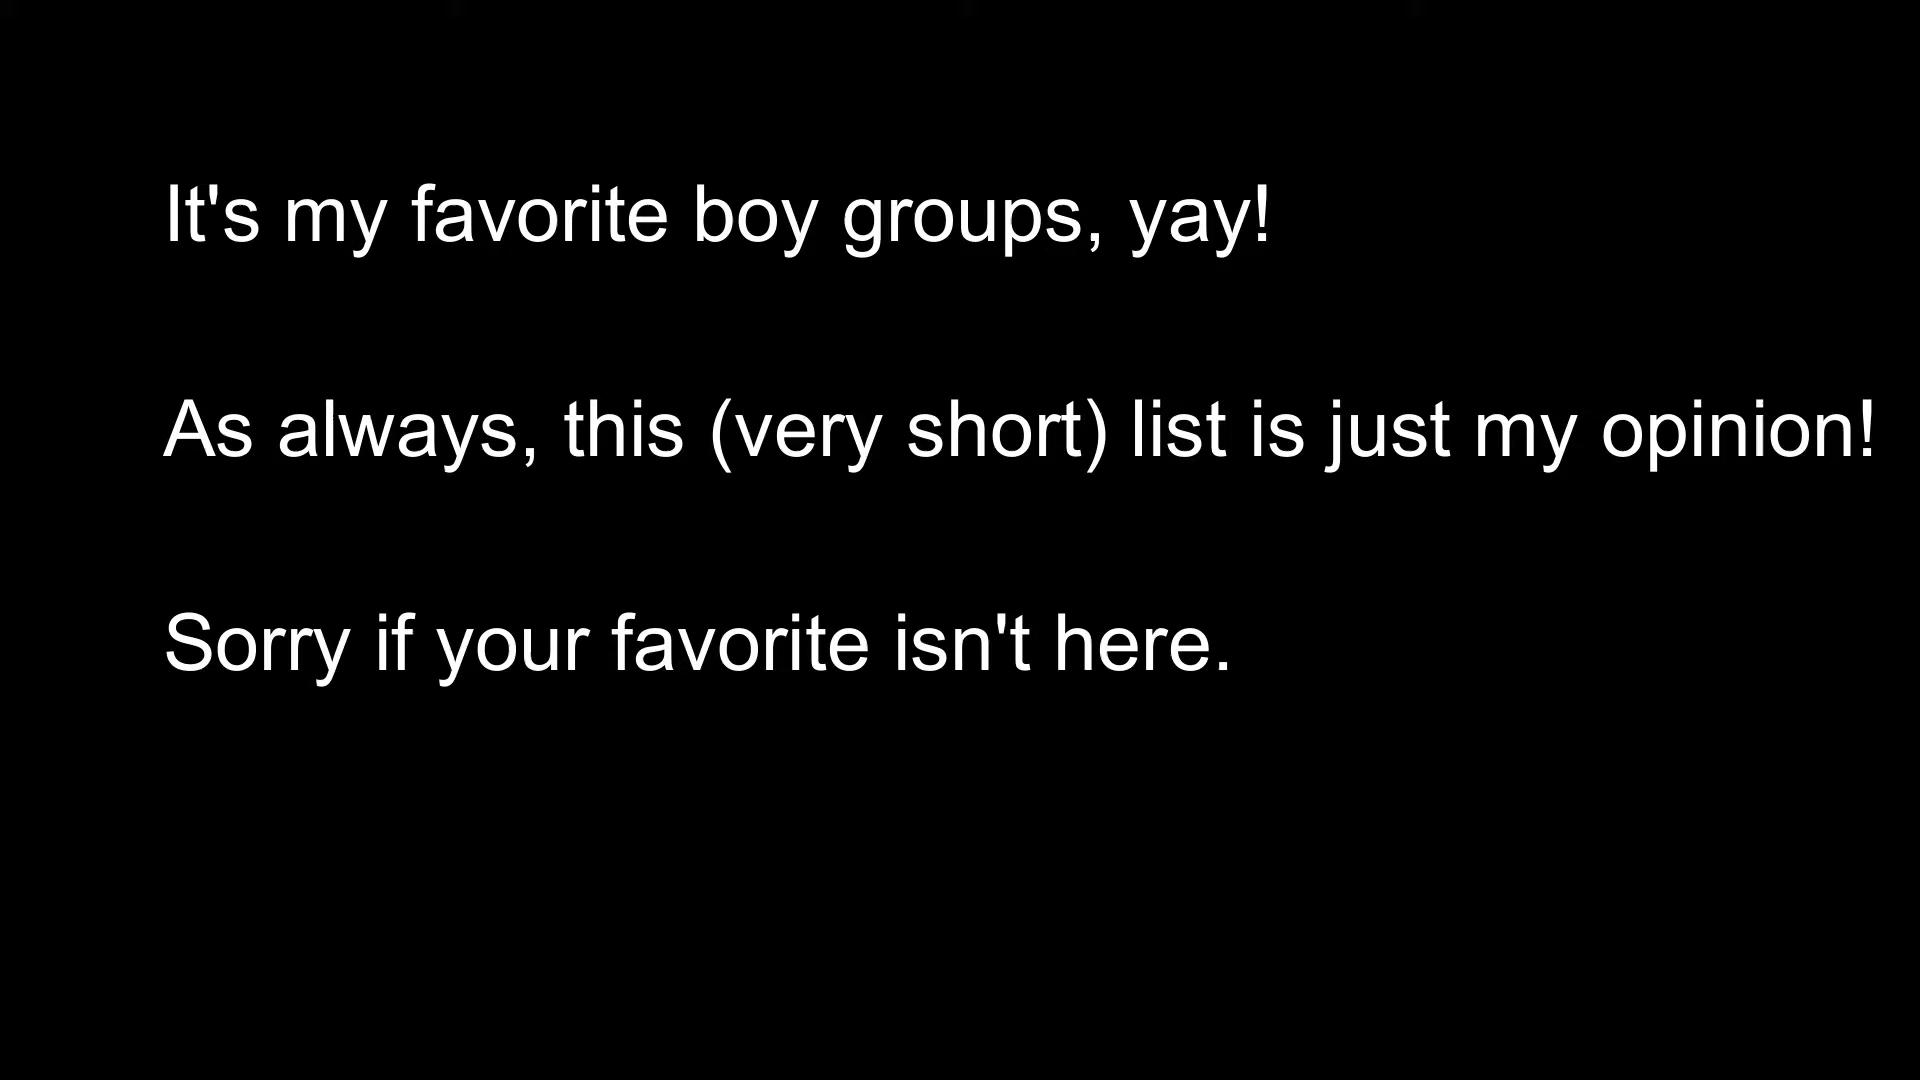 It's my favorite boy groups, yay!
As always, this (very short) list is just my opinion!
Sorry if your favorite isn't here.